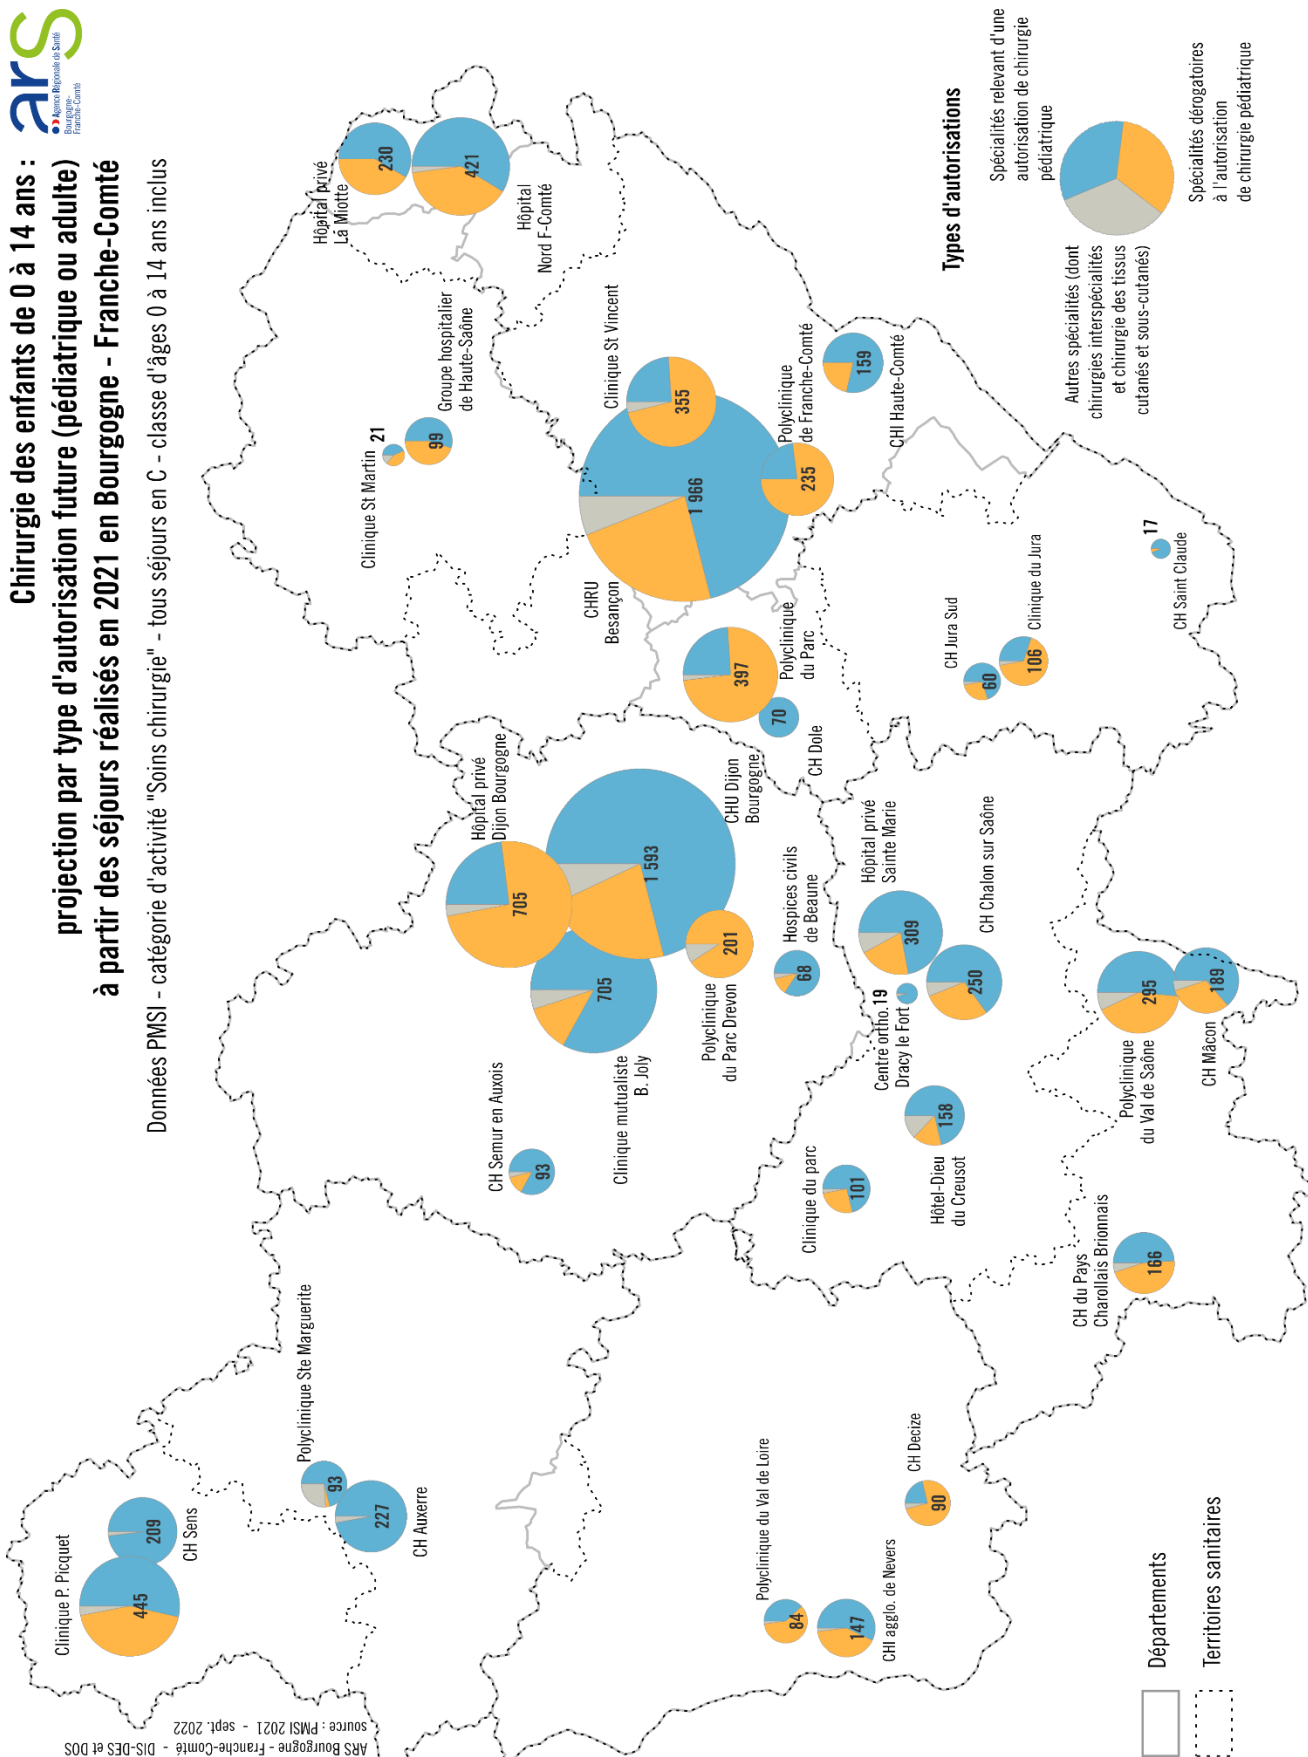 ars
Agence Régionale de Santé
Bourgogne-
Franche-Comté
Chirurgie des enfants de 0 à 14 ans :
projection par type d'autorisation future (pédiatrique ou adulte)
à partir des séjours réalisés en 2021 en Bourgogne - Franche-Comté
Données PMSI - catégorie d'activité "Soins chirurgie" - tous séjours en C - classe d'âges 0 à 14 ans inclus
Clinique P. Picquet
445
209
CH Sens
Polyclinique Ste Marguerite
93
227
CH Auxerre
CH Semur en Auxois
93
Hôpital privé
Dijon Bourgogne
705
Clinique mutualiste
B. Joly
705
1 593
CHU Dijon
Bourgogne
Polyclinique
du Parc Drevon
201
Hospices civils
de Beaune
68
Clinique St Martin
21
Groupe hospitalier
de Haute-Saône
99
Hôpital privé
La Miotte
230
421
Hôpital
Nord F-Comté
Clinique St Vincent
355
CHRU
Besançon
1 966
Polyclinique
de Franche-Comté
235
159
CHI Haute-Comté
397
Polyclinique
du Parc
70
CH Dole
CH Jura Sud
60
Clinique du Jura
106
17
CH Saint Claude
Hôpital privé
Sainte Marie
309
Centre ortho.
Dracy le Fort
19
CH Chalon sur Saône
250
Clinique du parc
101
Hôtel-Dieu
du Creusot
158
Polyclinique
du Val de Saône
295
189
CH Mâcon
CH du Pays
Charollais Brionnais
166
Polyclinique du Val de Loire
84
147
CHI agglo. de Nevers
CH Decize
90
Types d'autorisations
Spécialités relevant d'une
autorisation de chirurgie
pédiatrique
Autres spécialités (dont
chirurgies interspécialités
et chirurgie des tissus
cutanés et sous-cutanés)
Spécialités dérogatoires
à l'autorisation
de chirurgie pédiatrique
Départements
Territoires sanitaires
ARS Bourgogne - Franche-Comté - DIS-DES et DOS
source : PMSI 2021 - sept. 2022